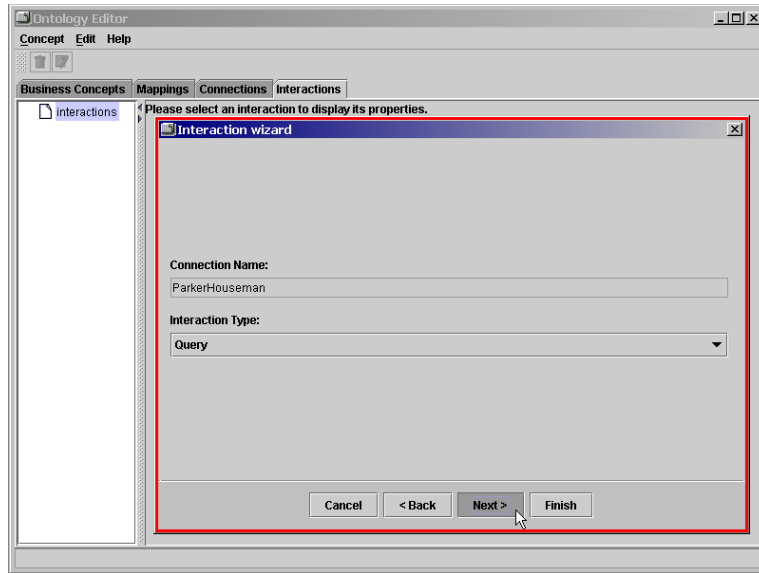 Ontology Editor
Concept Edit Help
Business Concepts Mappings Connections Interactions
interactions
Please select an interaction to display its properties.
Interaction wizard
Connection Name:
ParkerHouseman
Interaction Type:
Query
Cancel < Back Next > Finish